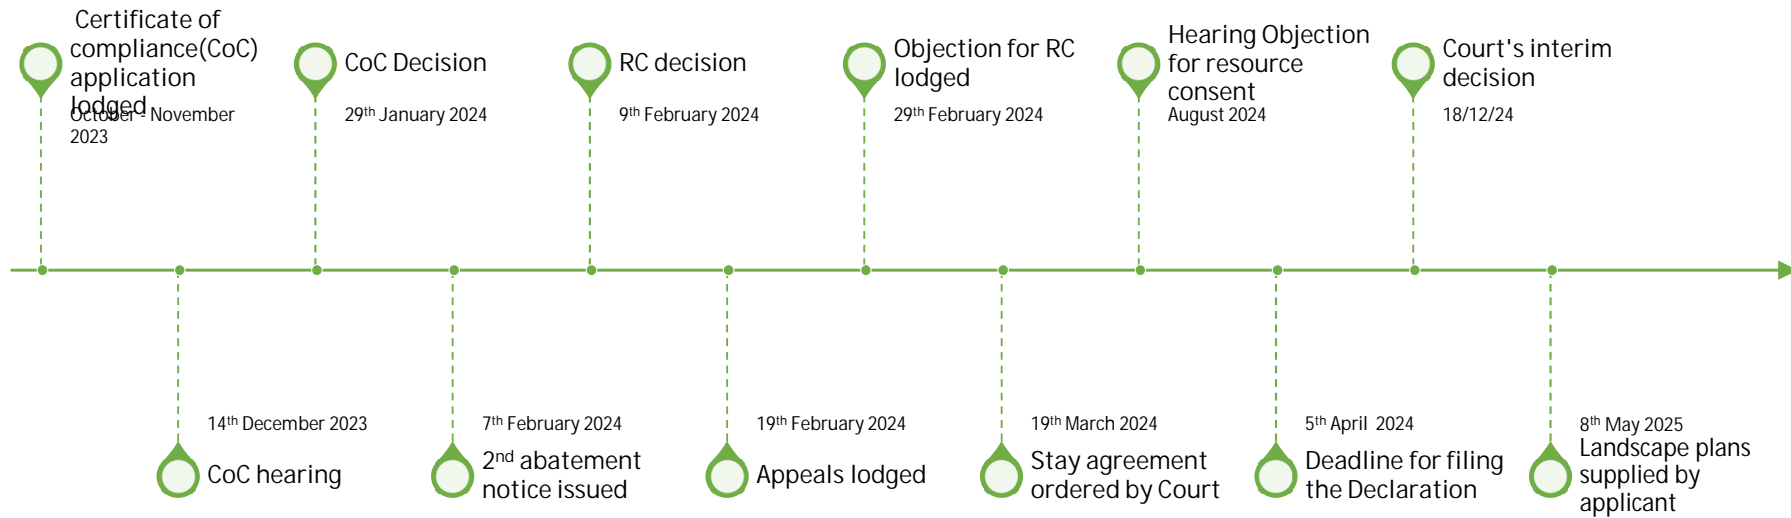 Certificate of
compliance(CoC)
application
lodged
October - November
2023
CoC Decision
29th January 2024
RC decision
9th February 2024
Objection for RC
lodged
29th February 2024
Hearing Objection
for resource
consent
August 2024
Court's interim
decision
18/12/24
14th December 2023
CoC hearing
7th February 2024
2nd abatement
notice issued
19th February 2024
Appeals lodged
19th March 2024
Stay agreement
ordered by Court
5th April 2024
Deadline for filing
the Declaration
8th May 2025
Landscape plans
supplied by
applicant